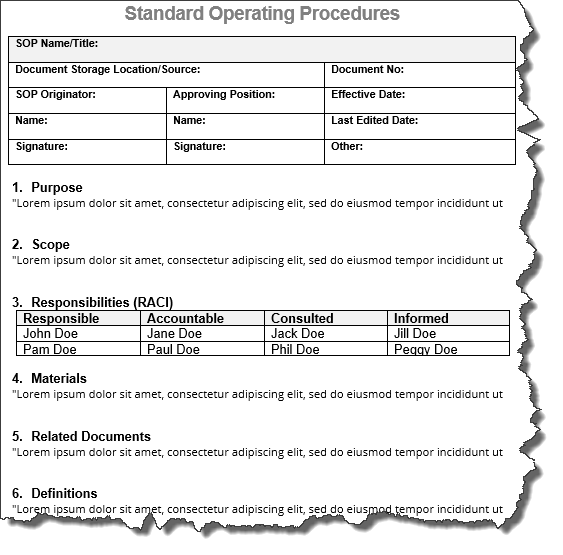 Standard Operating Procedures
SOP Name/Title:
Document Storage Location/Source: Document No:
SOP Originator: Approving Position: Effective Date:
Name: Name: Last Edited Date:
Signature: Signature: Other:
1. Purpose
"Lorem ipsum dolor sit amet, consectetur adipiscing elit, sed do eiusmod tempor incididunt ut
2. Scope
"Lorem ipsum dolor sit amet, consectetur adipiscing elit, sed do eiusmod tempor incididunt ut
3. Responsibilities (RACI)
Responsible Accountable Consulted Informed
John Doe Jane Doe Jack Doe Jill Doe
Pam Doe Paul Doe Phil Doe Peggy Doe
4. Materials
"Lorem ipsum dolor sit amet, consectetur adipiscing elit, sed do eiusmod tempor incididunt ut
5. Related Documents
"Lorem ipsum dolor sit amet, consectetur adipiscing elit, sed do eiusmod tempor incididunt ut
6. Definitions
"Lorem ipsum dolor sit amet, consectetur adipiscing elit, sed do eiusmod tempor incididunt ut